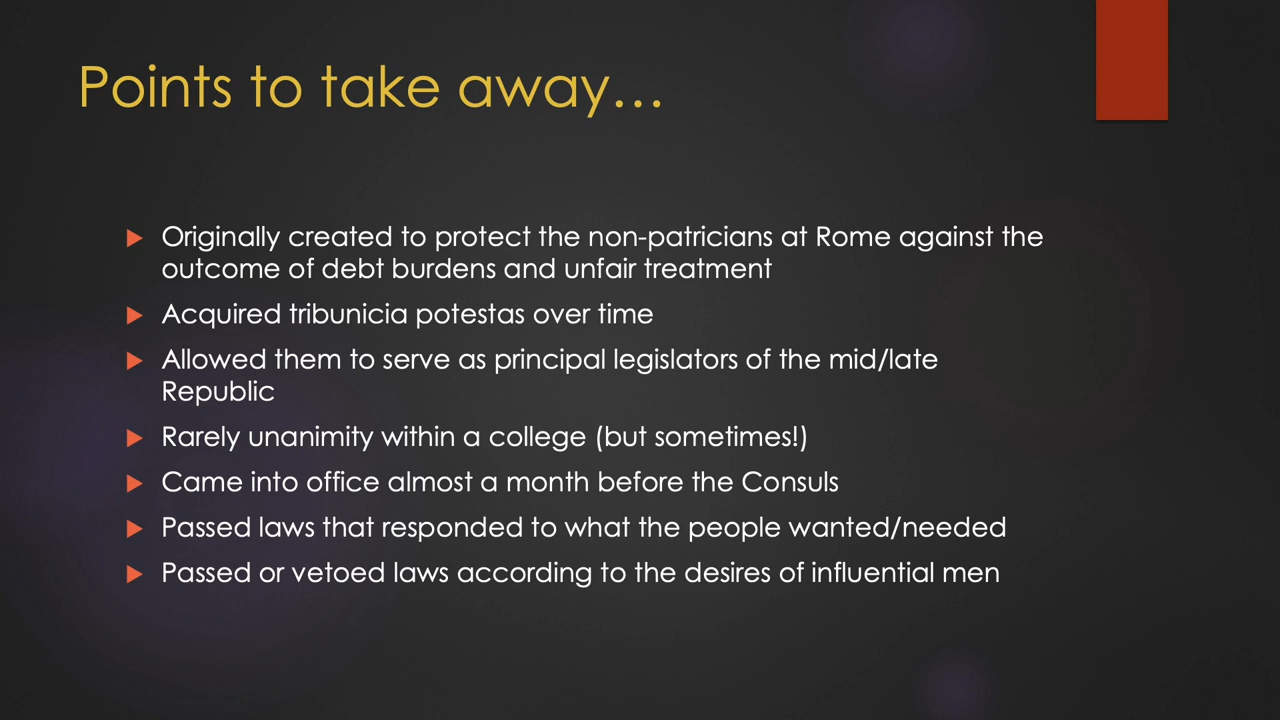 Points to take away…
Originally created to protect the non-patricians at Rome against the
outcome of debt burdens and unfair treatment
Acquired tribunicia potestas over time
Allowed them to serve as principal legislators of the mid/late
Republic
Rarely unanimity within a college (but sometimes!)
Came into office almost a month before the Consuls
Passed laws that responded to what the people wanted/needed
Passed or vetoed laws according to the desires of influential men